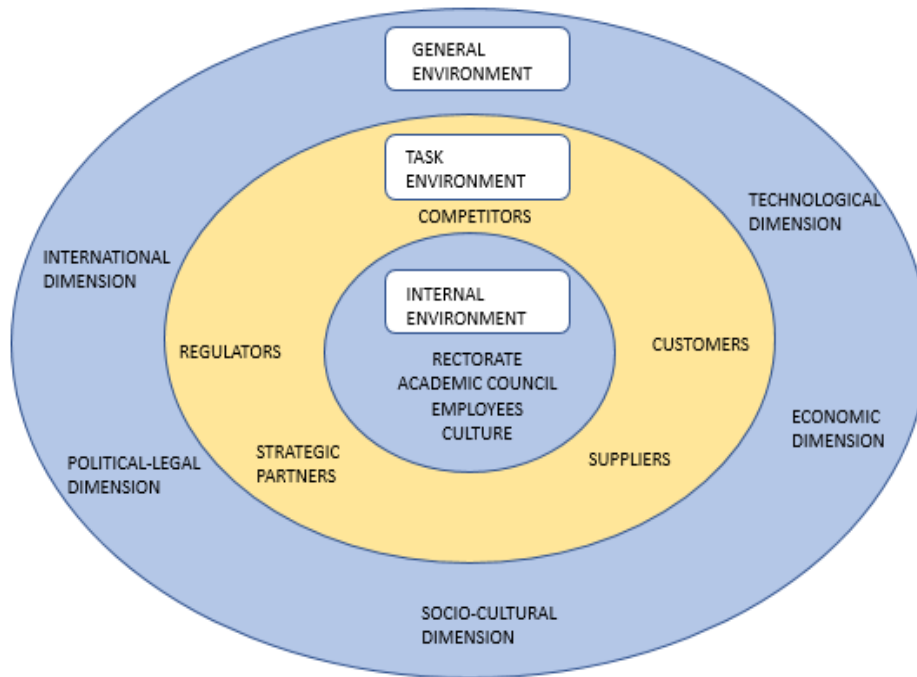 GENERAL
ENVIRONMENT
TASK
ENVIRONMENT
COMPETITORS
TECHNOLOGICAL
DIMENSION
INTERNATIONAL
DIMENSION
INTERNAL
ENVIRONMENT
REGULATORS
CUSTOMERS
RECTORATE
ACADEMIC COUNCIL
EMPLOYEES
CULTURE
ECONOMIC
DIMENSION
STRATEGIC
PARTNERS
SUPPLIERS
POLITICAL-LEGAL
DIMENSION
SOCIO-CULTURAL
DIMENSION